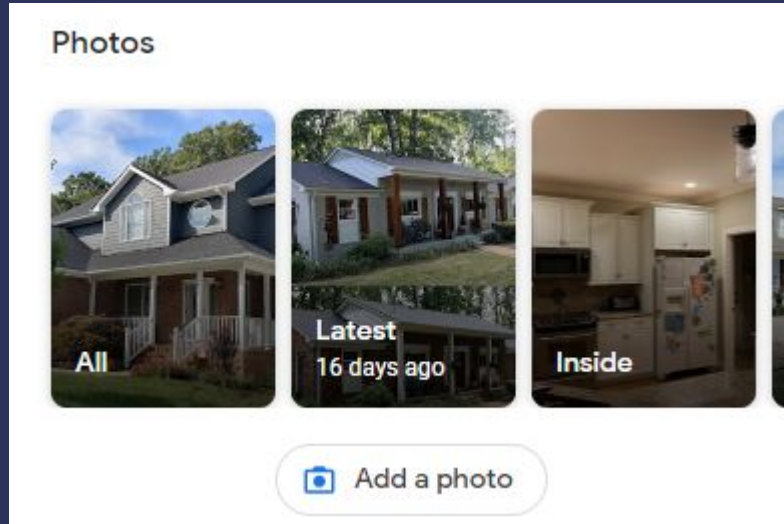 Photos
All
Latest
16 days ago
Inside
Add a photo